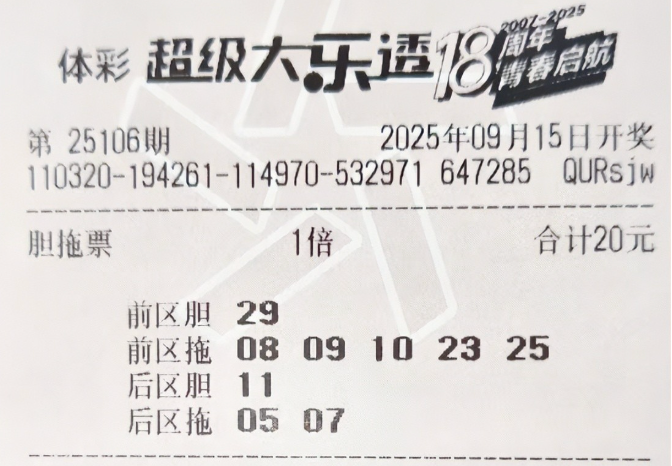 体彩 超级大乐透 18 2007-2025 周年 青春启航
第 25106期 2025年09月15日开奖
110320-194261-114970-532971 647285 QURsjw
胆拖票 1倍 合计20元
前区胆 29
前区拖 08 09 10 23 25
后区胆 11
后区拖 05 07